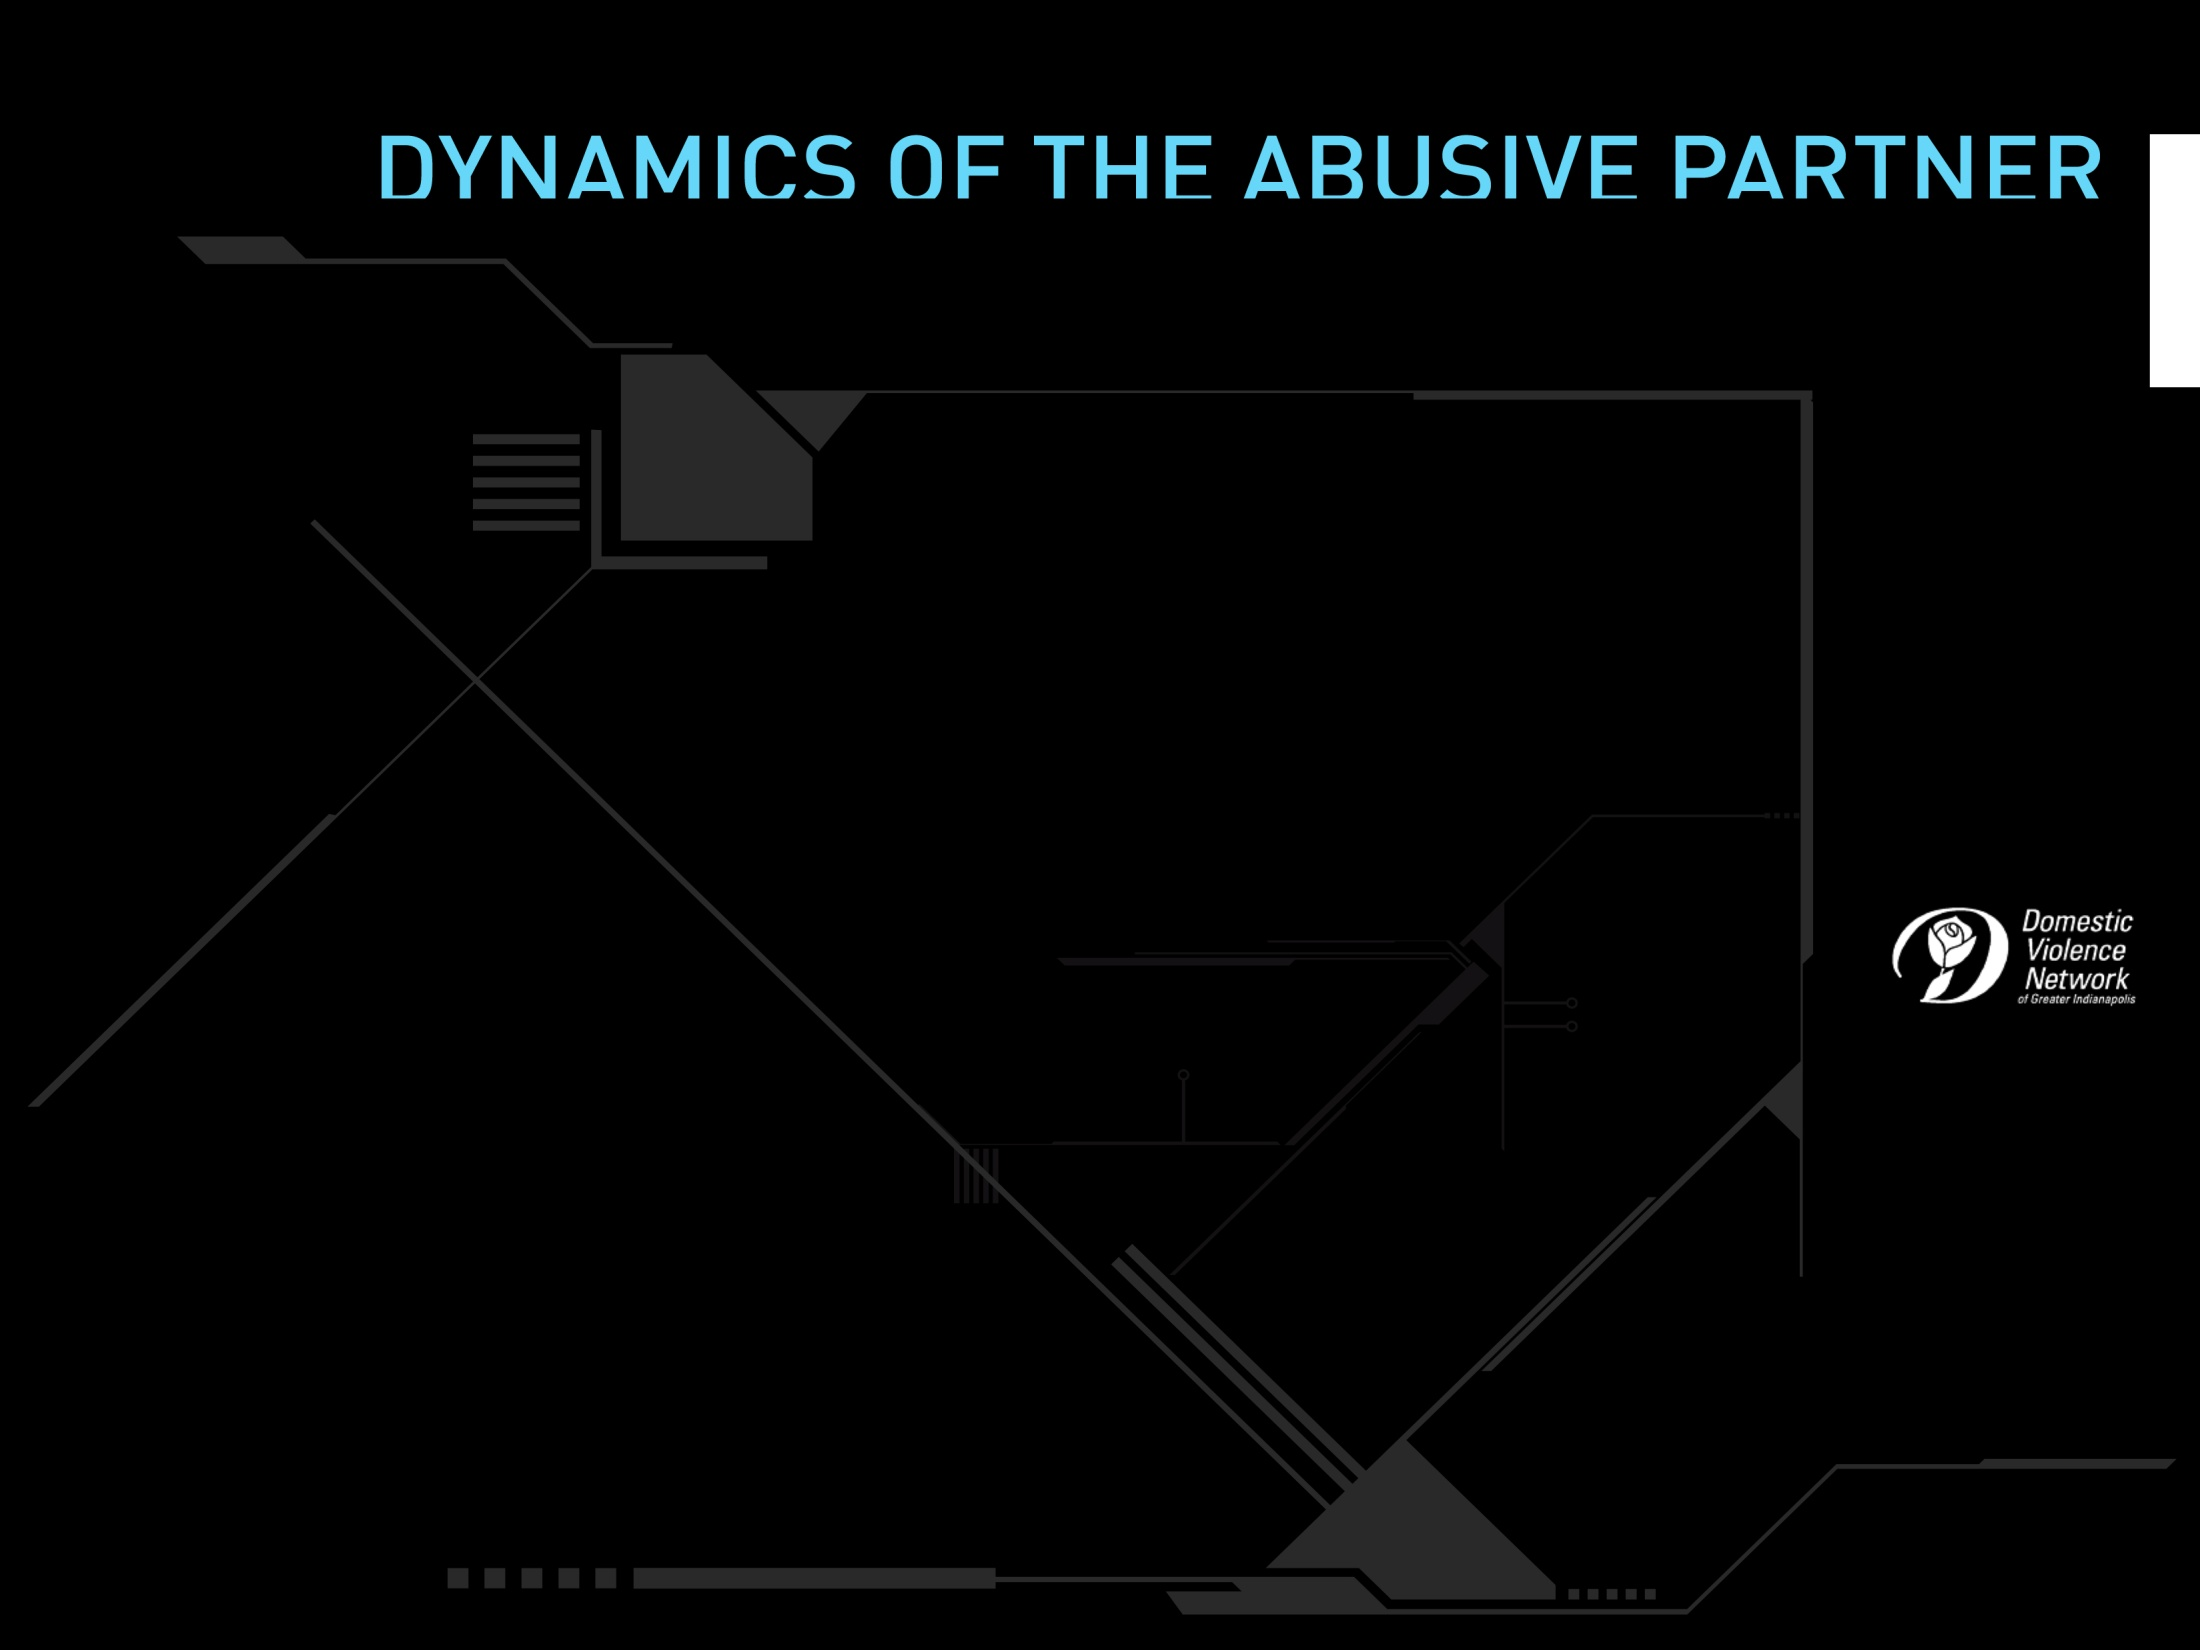 DYNAMICS OF THE ABUSIVE PARTNER
Domestic
Violence
Network
of Greater Indianapolis